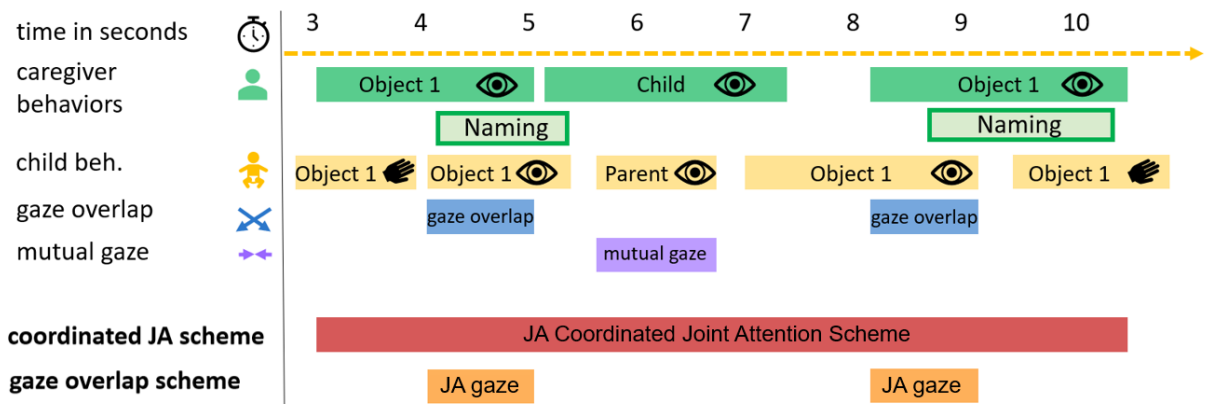 time in seconds 3 4 5 6 7 8 9 10
caregiver
behaviors
Object 1 Child Object 1
Naming Naming
child beh. Object 1 Object 1 Parent Object 1 Object 1
gaze overlap gaze overlap gaze overlap
mutual gaze mutual gaze
coordinated JA scheme JA Coordinated Joint Attention Scheme
gaze overlap scheme JA gaze JA gaze